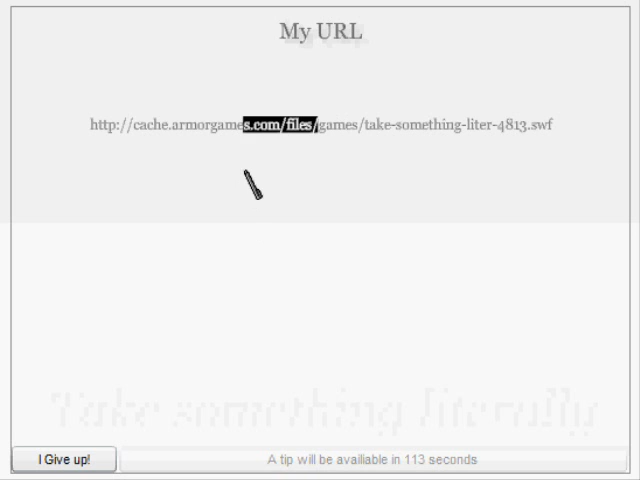 My URL
http://cache.armorgames.com/files/games/take-something-liter-4813.swf
Take something literally
I Give up!
A tip will be availiable in 113 seconds